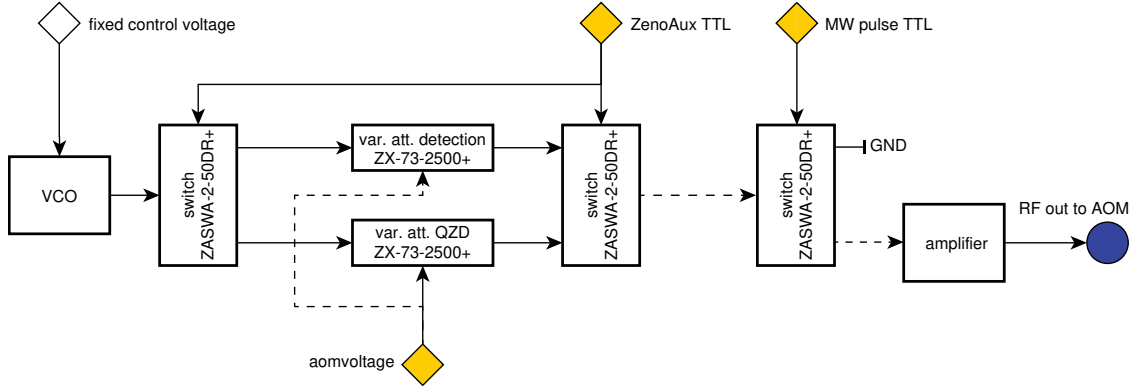 fixed control voltage
ZenoAux TTL
MW pulse TTL
VCO
switch
ZASWA-2-50DR+
var. att. detection
ZX-73-2500+
var. att. QZD
ZX-73-2500+
switch
ZASWA-2-50DR+
switch
ZASWA-2-50DR+
GND
RF out to AOM
amplifier
aomvoltage